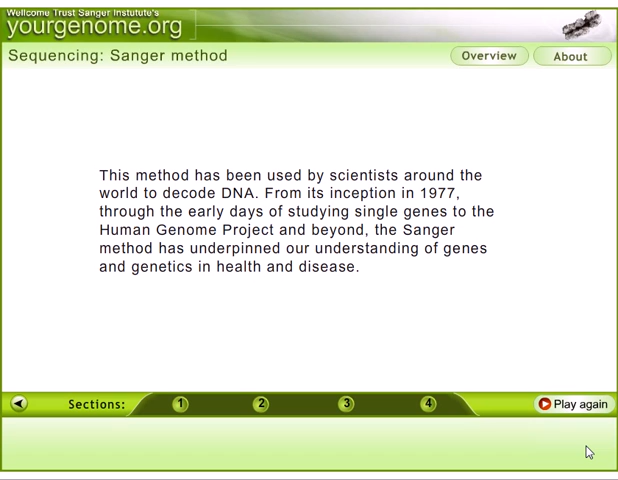 Wellcome Trust Sanger Instutute's
yourgenome.org
Sequencing: Sanger method
Overview
About
This method has been used by scientists around the
world to decode DNA. From its inception in 1977,
through the early days of studying single genes to the
Human Genome Project and beyond, the Sanger
method has underpinned our understanding of genes
and genetics in health and disease.
Sections:
1
2
3
4
Play again